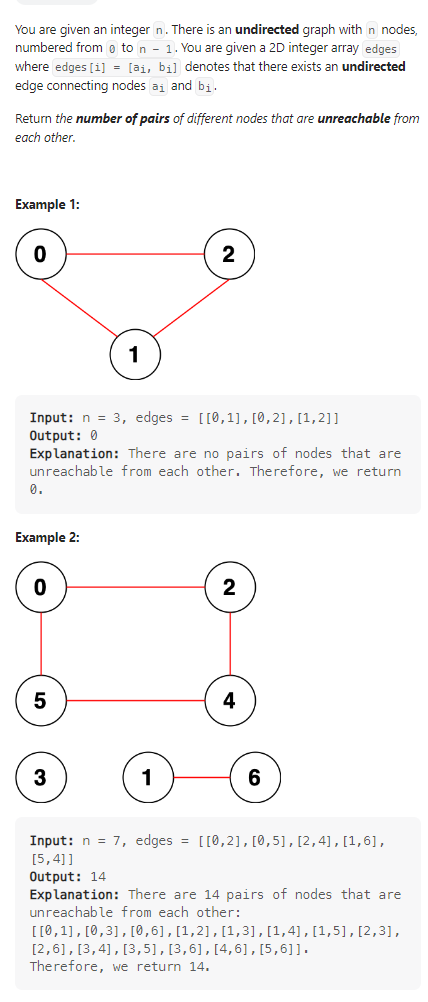 You are given an integer n. There is an undirected graph with n nodes,
numbered from 0 to n - 1. You are given a 2D integer array edges
where edges[i] = [ai, bi] denotes that there exists an undirected
edge connecting nodes ai and bi.
Return the number of pairs of different nodes that are unreachable from
each other.
Example 1:
0
2
1
Input: n = 3, edges = [[0,1],[0,2],[1,2]]
Output: 0
Explanation: There are no pairs of nodes that are
unreachable from each other. Therefore, we return
0.
Example 2:
0
2
5
4
3
1
6
Input: n = 7, edges = [[0,2],[0,5],[2,4],[1,6],
[5,4]]
Output: 14
Explanation: There are 14 pairs of nodes that are
unreachable from each other:
[[0,1],[0,3],[0,6],[1,2],[1,3],[1,4],[1,5],[2,3],
[2,6],[3,4],[3,5],[3,6],[4,6],[5,6]].
Therefore, we return 14.